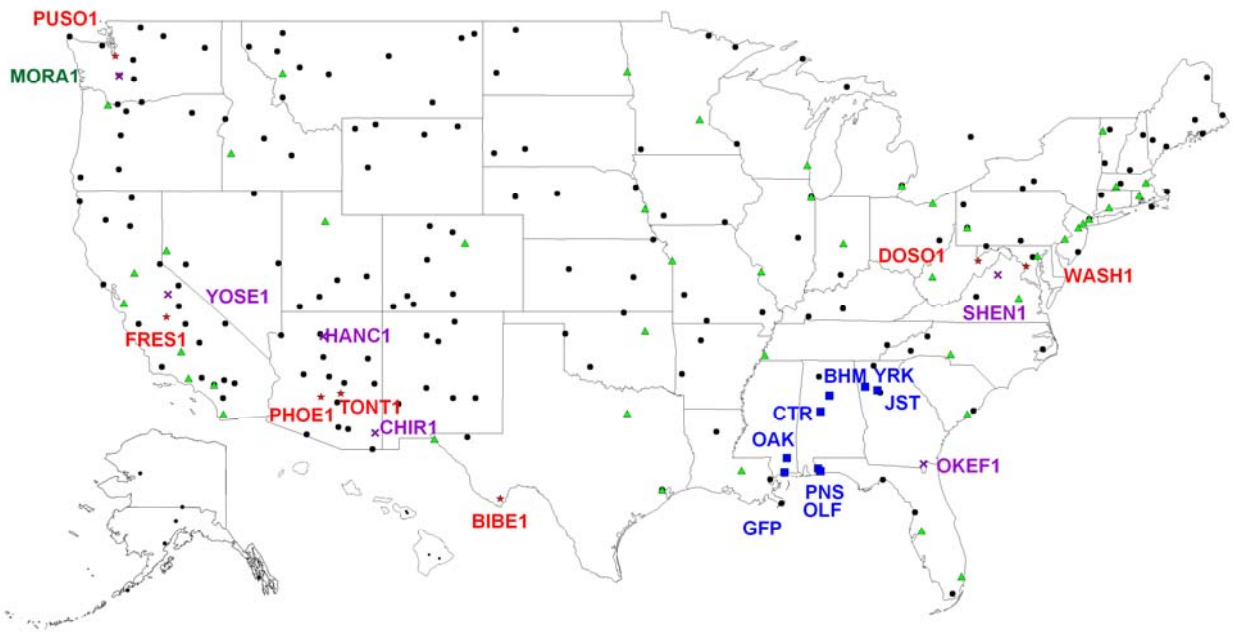 PUSO1
MORA1
DOSO1
WASH1
YOSE1
SHEN1
FRES1
HANC1
BHM YRK
PHOE1
TONT1
JST
CTR
CHIR1
OAK
OKEF1
PNS
BIBE1
OLF
GFP